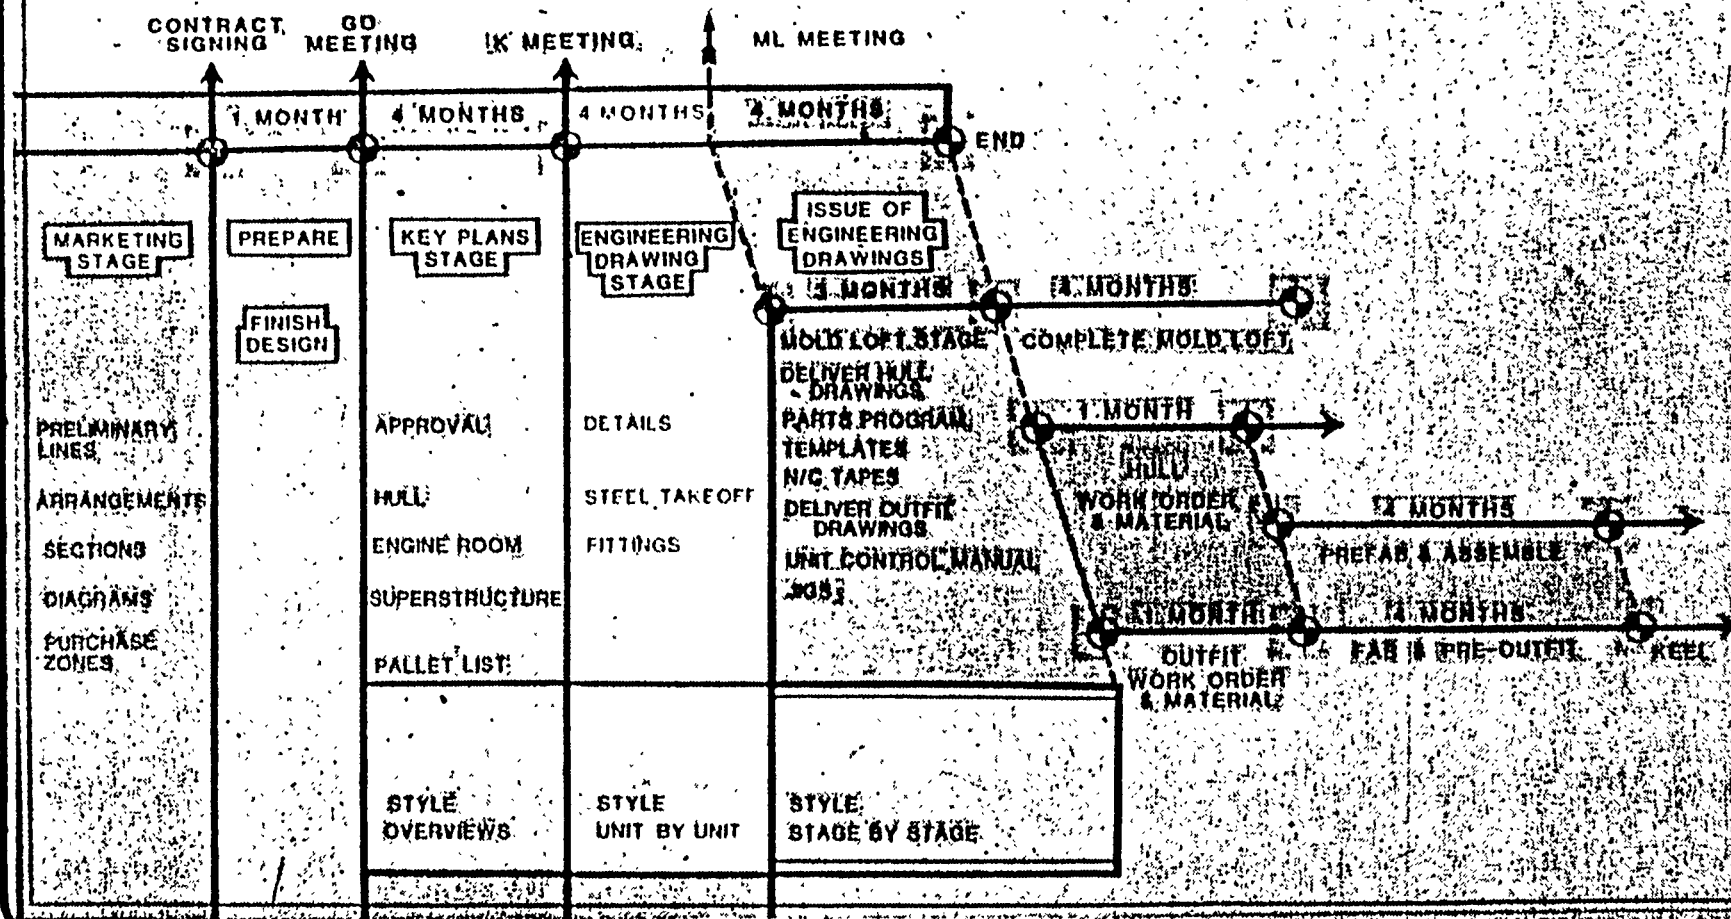 CONTRACT
SIGNING
GO
MEETING
"K" MEETING
ML MEETING
1 MONTH
4 MONTHS
4 MONTHS
4 MONTHS
END
MARKETING
STAGE
PREPARE
FINISH
DESIGN
KEY PLANS
STAGE
ENGINEERING
DRAWING
STAGE
ISSUE OF
ENGINEERING
DRAWINGS
MONTHS
4 MONTHS
MOLD LOFT STAGE
COMPLETE MOLD LOFT
PRELIMINARY
LINES
ARRANGEMENTS
SECTIONS
DIAGRAMS
PURCHASE
ZONES
APPROVAL
HULL
ENGINE ROOM
SUPERSTRUCTURE
PALLET LIST
DETAILS
STEEL TAKEOFF
FITTINGS
DELIVER HULL
DRAWINGS
PARTS PROGRAM
TEMPLATES
N/C TAPES
DELIVER OUTFIT
DRAWINGS
UNIT CONTROL MANUAL
1 MONTH
HULL
WORK ORDER
& MATERIAL
MONTHS
PREFAB & ASSEMBLE
1 MONTH
OUTFIT
WORK ORDER
& MATERIAL
MONTHS
FAB & PRE-OUTFIT
KEEL
STYLE
OVERVIEWS
STYLE
UNIT BY UNIT
STYLE
STAGE BY STAGE